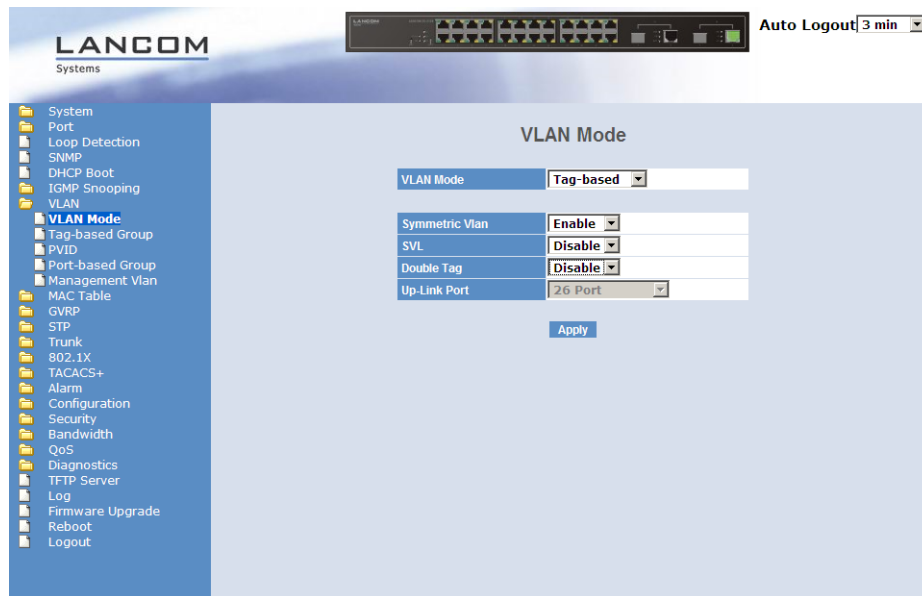 LANCOM
Systems
LANCOM
Auto Logout 3 min
System
Port
Loop Detection
SNMP
DHCP Boot
IGMP Snooping
VLAN
VLAN Mode
Tag-based Group
PVID
Port-based Group
Management Vlan
MAC Table
GVRP
STP
Trunk
802.1X
TACACS+
Alarm
Configuration
Security
Bandwidth
QoS
Diagnostics
TFTP Server
Log
Firmware Upgrade
Reboot
Logout
VLAN Mode
VLAN Mode Tag-based
Symmetric Vlan Enable
SVL Disable
Double Tag Disable
Up-Link Port 26 Port
Apply